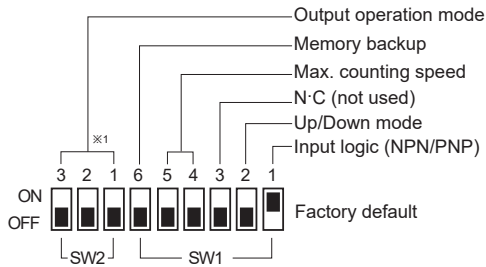 Output operation mode
Memory backup
Max. counting speed
N·C (not used)
Up/Down mode
Input logic (NPN/PNP)
※1
3 2 1 6 5 4 3 2 1
ON
OFF
Factory default
SW2 SW1